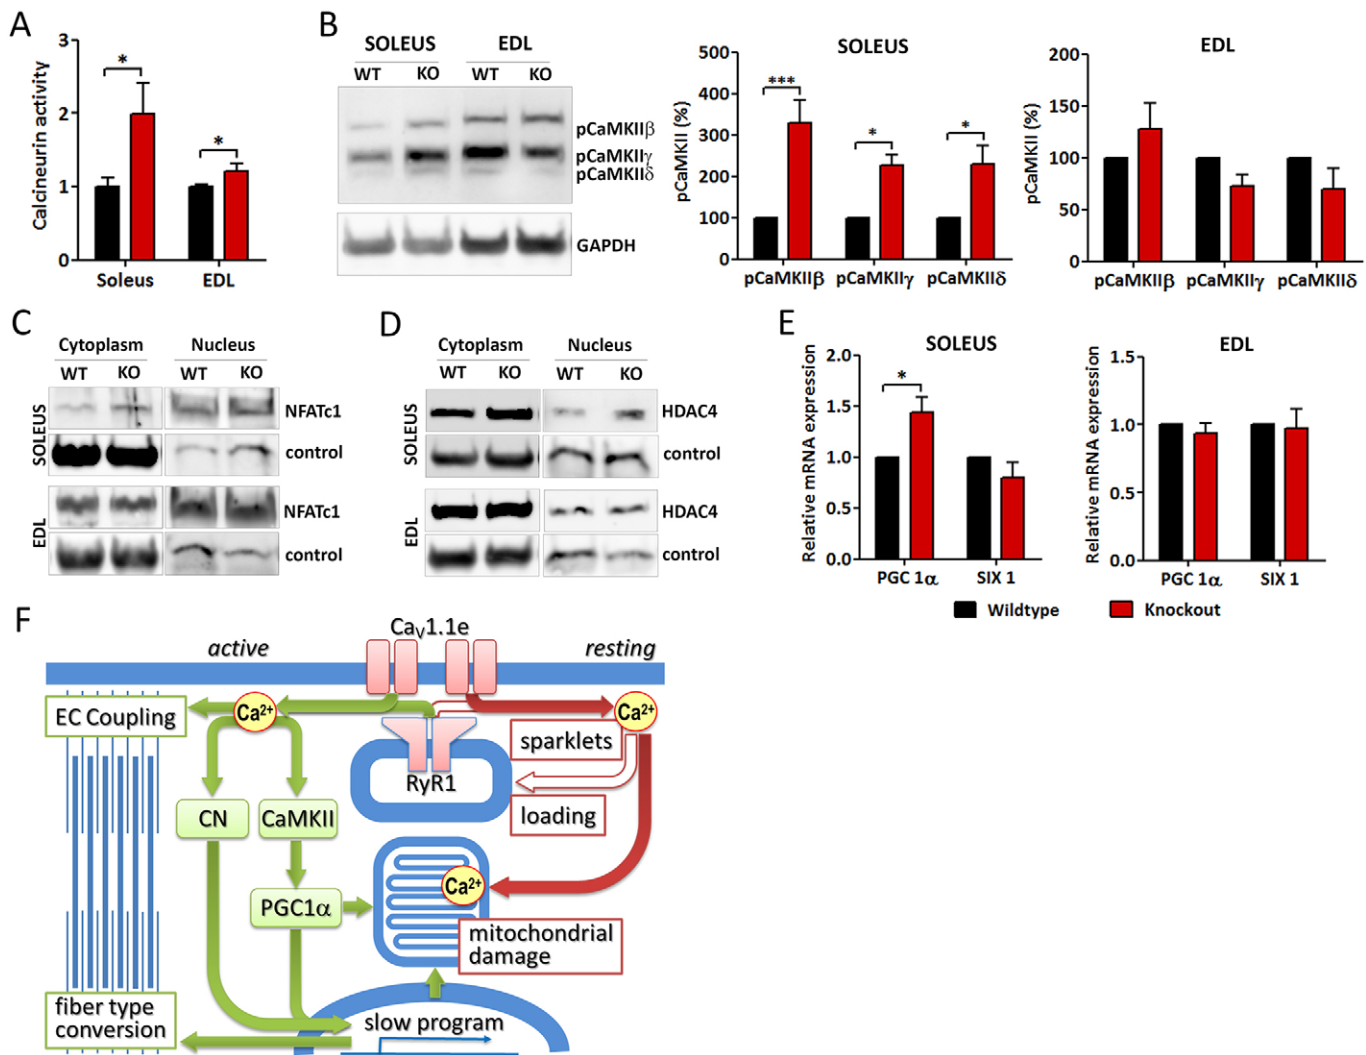 A
3
2
1
0
Calcineurin activity
*
*
Soleus
EDL
B
SOLEUS
EDL
WT
KO
WT
KO
pCaMKIIβ
pCaMKIIγ
pCaMKIIδ
GAPDH
SOLEUS
500
400
300
200
100
0
pCaMKII (%)
***
*
*
pCaMKIIβ
pCaMKIIγ
pCaMKIIδ
EDL
200
150
100
50
0
pCaMKII (%)
pCaMKIIβ
pCaMKIIγ
pCaMKIIδ
C
Cytoplasm
Nucleus
WT
KO
WT
KO
SOLEUS
NFATc1
control
EDL
NFATc1
control
D
Cytoplasm
Nucleus
WT
KO
WT
KO
SOLEUS
HDAC4
control
EDL
HDAC4
control
E
SOLEUS
2.0
1.5
1.0
0.5
0.0
Relative mRNA expression
*
PGC 1α
SIX 1
EDL
1.5
1.0
0.5
0.0
Relative mRNA expression
PGC 1α
SIX 1
Wildtype
Knockout
F
CaV1.1e
active
resting
EC Coupling
Ca2+
Ca2+
sparklets
RyR1
loading
CN
CaMKII
PGC1α
Ca2+
mitochondrial
damage
fiber type
conversion
slow program